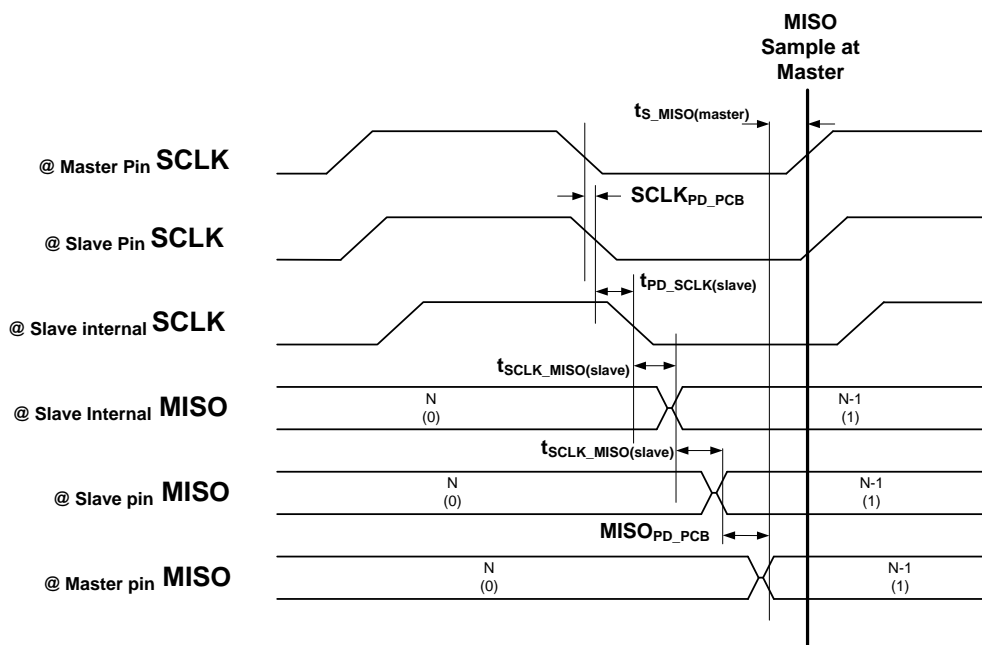 MISO
Sample at
Master
tS_MISO(master)
@ Master Pin SCLK
SCLKPD_PCB
@ Slave Pin SCLK
tPD_SCLK(slave)
@ Slave internal SCLK
tSCLK_MISO(slave)
@ Slave Internal MISO
N
(0)
N-1
(1)
tSCLK_MISO(slave)
@ Slave pin MISO
N
(0)
N-1
(1)
MISOPD_PCB
@ Master pin MISO
N
(0)
N-1
(1)